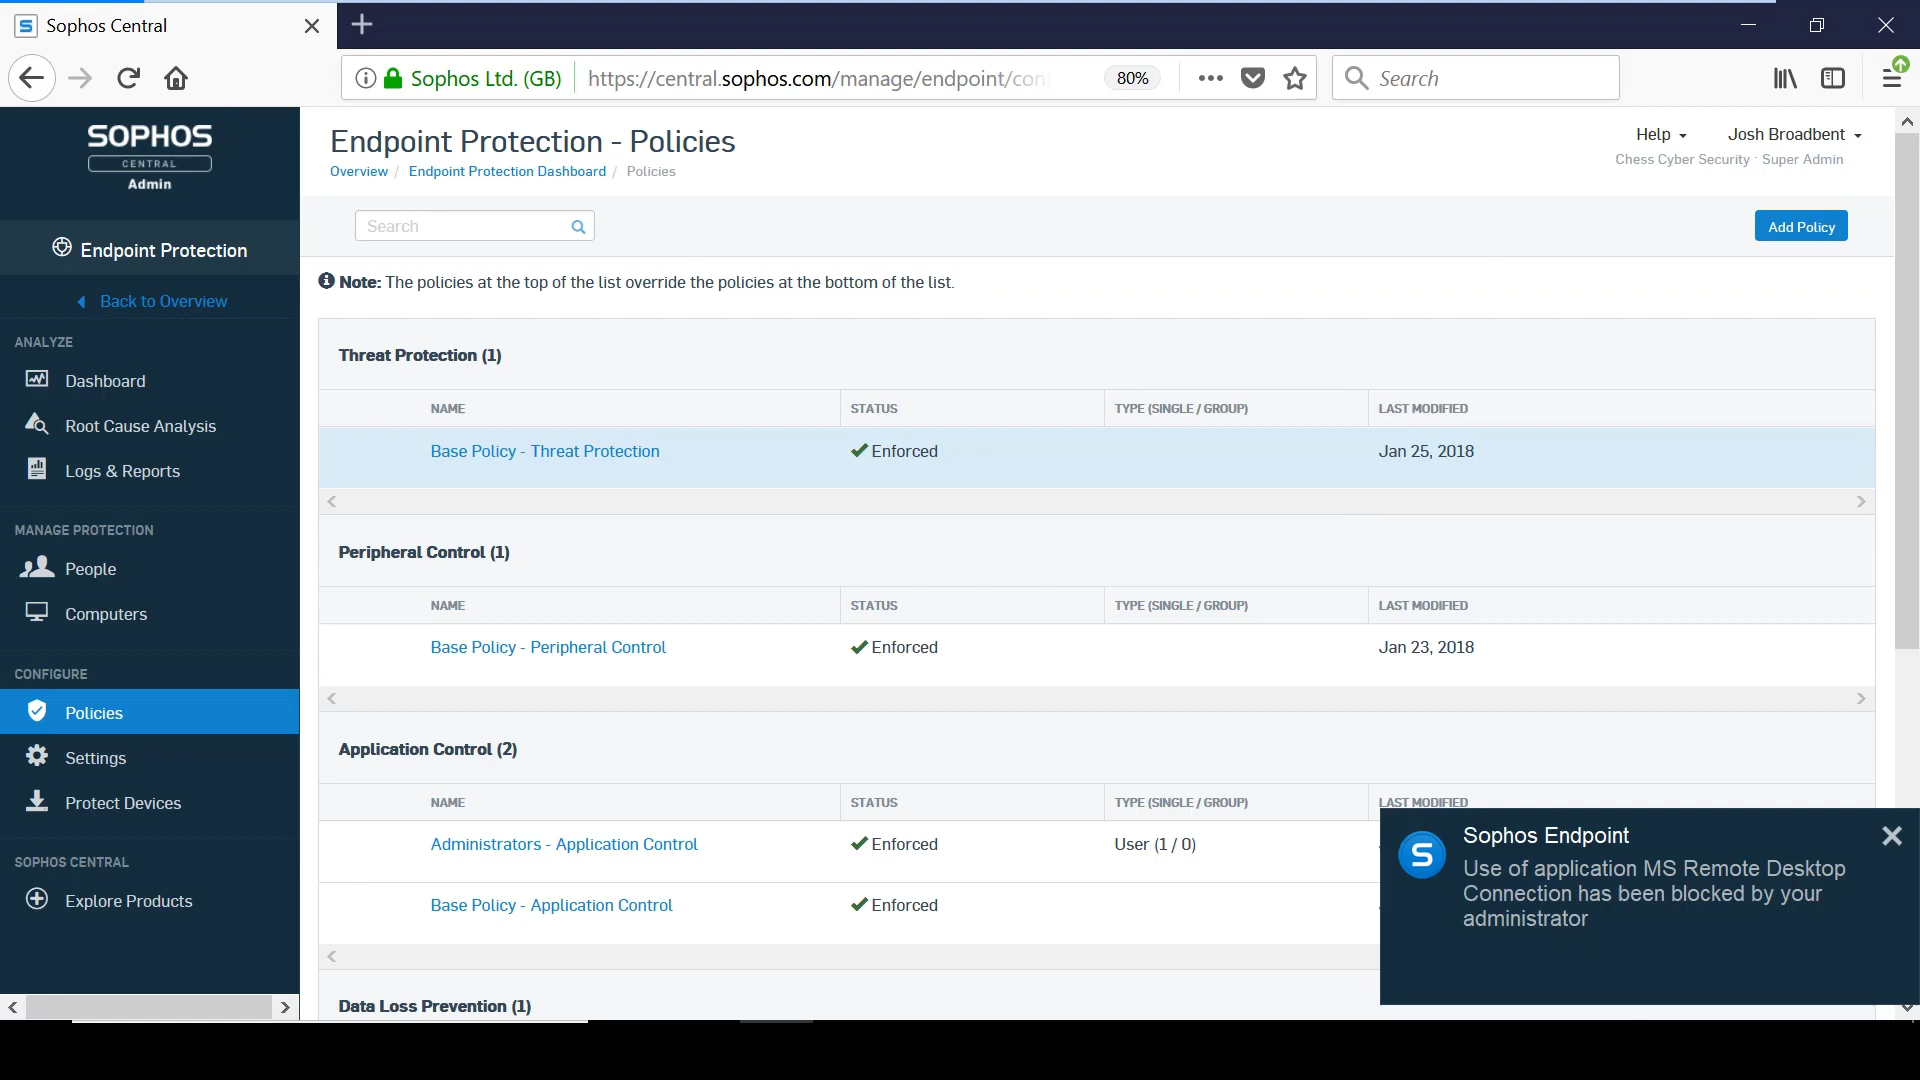 Sophos Central
Sophos Ltd. (GB)
https://central.sophos.com/manage/endpoint/con
80%
Search
SOPHOS
CENTRAL
Admin
Endpoint Protection
Back to Overview
ANALYZE
Dashboard
Root Cause Analysis
Logs & Reports
MANAGE PROTECTION
People
Computers
CONFIGURE
Policies
Settings
Protect Devices
SOPHOS CENTRAL
Explore Products
Endpoint Protection - Policies
Overview / Endpoint Protection Dashboard / Policies
Help
Josh Broadbent
Chess Cyber Security · Super Admin
Search
Add Policy
Note: The policies at the top of the list override the policies at the bottom of the list.
Threat Protection (1)
NAME STATUS TYPE (SINGLE / GROUP) LAST MODIFIED
Base Policy - Threat Protection Enforced Jan 25, 2018
Peripheral Control (1)
NAME STATUS TYPE (SINGLE / GROUP) LAST MODIFIED
Base Policy - Peripheral Control Enforced Jan 23, 2018
Application Control (2)
NAME STATUS TYPE (SINGLE / GROUP) LAST MODIFIED
Administrators - Application Control Enforced User (1 / 0)
Base Policy - Application Control Enforced
Data Loss Prevention (1)
Sophos Endpoint
Use of application MS Remote Desktop
Connection has been blocked by your
administrator